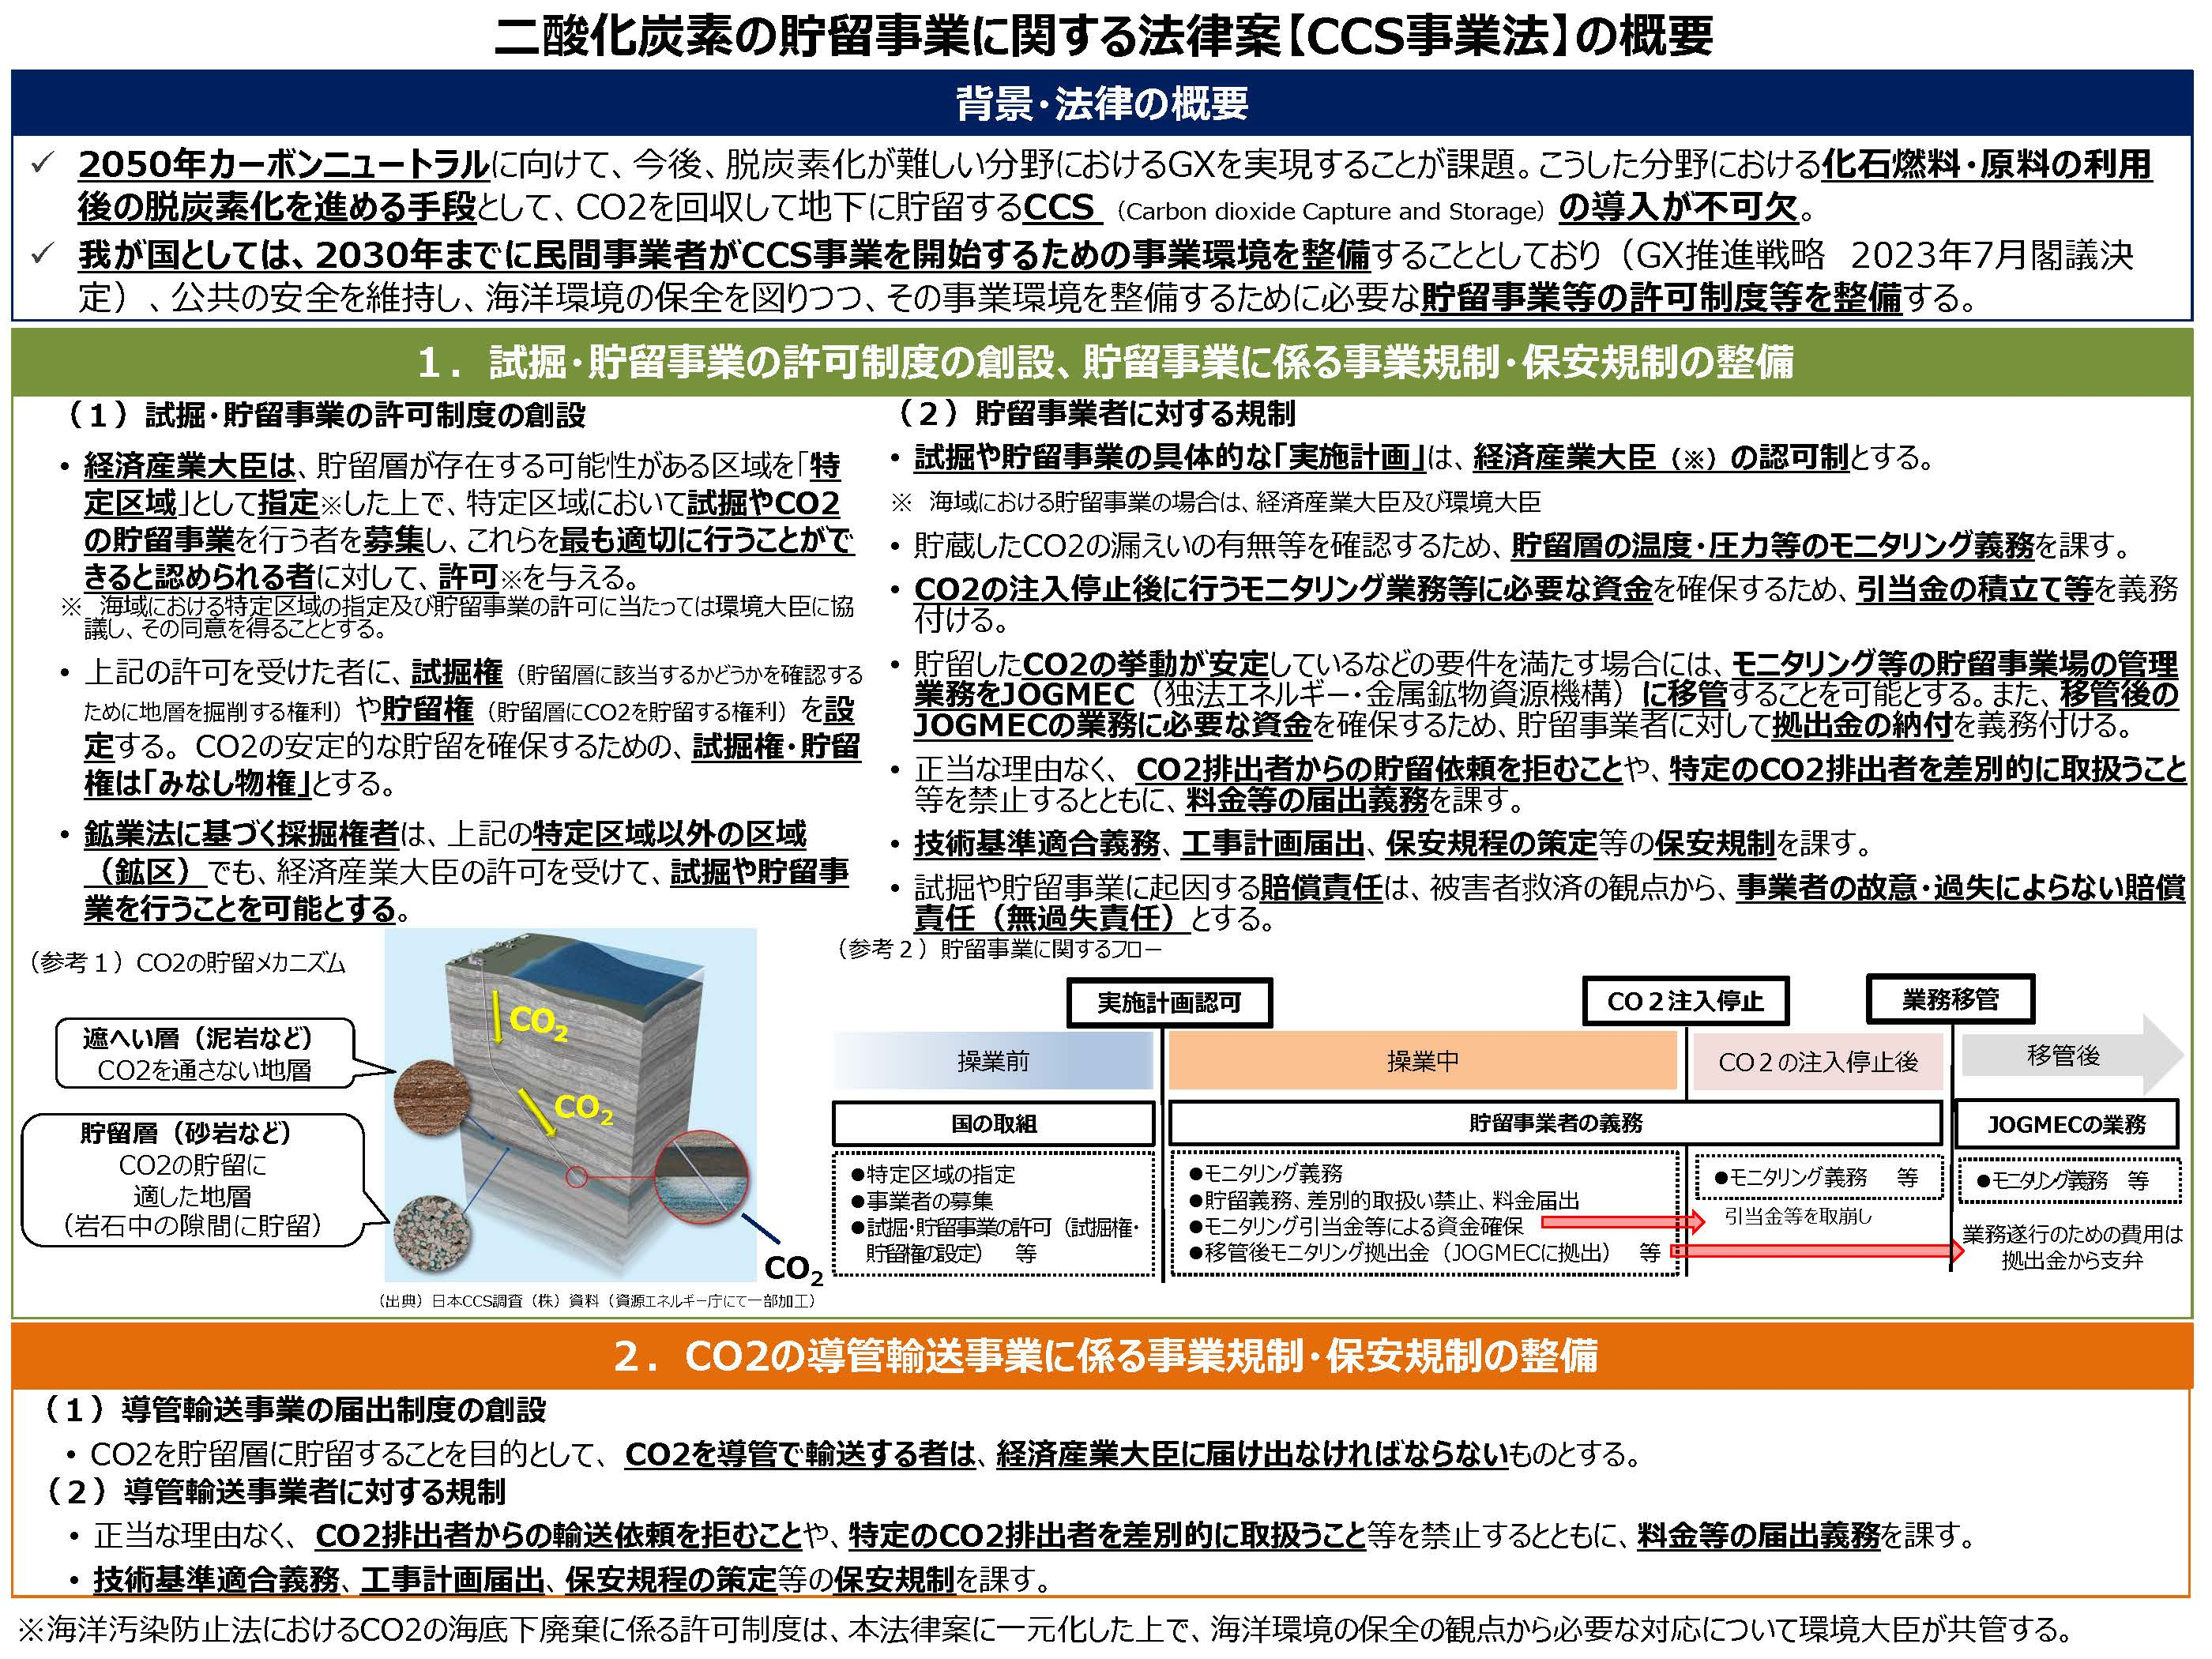 二酸化炭素の貯留事業に関する法律案【CCS事業法】の概要
背景・法律の概要
✓ 2050年カーボンニュートラルに向けて、今後、脱炭素化が難しい分野におけるGXを実現することが課題。こうした分野における化石燃料・原料の利用
後の脱炭素化を進める手段として、CO2を回収して地下に貯留するCCS（Carbon dioxide Capture and Storage）の導入が不可欠。
✓ 我が国としては、2030年までに民間事業者がCCS事業を開始するための事業環境を整備することとしており（GX推進戦略　2023年7月閣議決
定）、公共の安全を維持し、海洋環境の保全を図りつつ、その事業環境を整備するために必要な貯留事業等の許可制度等を整備する。
１．試掘・貯留事業の許可制度の創設、貯留事業に係る事業規制・保安規制の整備
（１）試掘・貯留事業の許可制度の創設
• 経済産業大臣は、貯留層が存在する可能性がある区域を「特
定区域」として指定※した上で、特定区域において試掘やCO2
の貯留事業を行う者を募集し、これらを最も適切に行うことがで
きると認められる者に対して、許可※を与える。
※　海域における特定区域の指定及び貯留事業の許可に当たっては環境大臣に協
議し、その同意を得ることとする。
• 上記の許可を受けた者に、試掘権（貯留層に該当するかどうかを確認する
ために地層を掘削する権利）や貯留権（貯留層にCO2を貯留する権利）を設
定する。CO2の安定的な貯留を確保するための、試掘権・貯留
権は「みなし物権」とする。
• 鉱業法に基づく採掘権者は、上記の特定区域以外の区域
（鉱区）でも、経済産業大臣の許可を受けて、試掘や貯留事
業を行うことを可能とする。
（２）貯留事業者に対する規制
• 試掘や貯留事業の具体的な「実施計画」は、経済産業大臣（※）の認可制とする。
※　海域における貯留事業の場合は、経済産業大臣及び環境大臣
• 貯蔵したCO2の漏えいの有無等を確認するため、貯留層の温度・圧力等のモニタリング義務を課す。
• CO2の注入停止後に行うモニタリング業務等に必要な資金を確保するため、引当金の積立て等を義務
付ける。
• 貯留したCO2の挙動が安定しているなどの要件を満たす場合には、モニタリング等の貯留事業場の管理
業務をJOGMEC（独法エネルギー・金属鉱物資源機構）に移管することを可能とする。また、移管後の
JOGMECの業務に必要な資金を確保するため、貯留事業者に対して拠出金の納付を義務付ける。
• 正当な理由なく、CO2排出者からの貯留依頼を拒むことや、特定のCO2排出者を差別的に取扱うこと
等を禁止するとともに、料金等の届出義務を課す。
• 技術基準適合義務、工事計画届出、保安規程の策定等の保安規制を課す。
• 試掘や貯留事業に起因する賠償責任は、被害者救済の観点から、事業者の故意・過失によらない賠償
責任（無過失責任）とする。
（参考１）CO2の貯留メカニズム
遮へい層（泥岩など）
CO2を通さない地層
貯留層（砂岩など）
CO2の貯留に
適した地層
（岩石中の隙間に貯留）
CO2
CO2
CO2
（出典）日本CCS調査（株）資料（資源エネルギー庁にて一部加工）
（参考２）貯留事業に関するフロー
実施計画認可
CO２注入停止
業務移管
操業前
操業中
CO２の注入停止後
移管後
国の取組
貯留事業者の義務
JOGMECの業務
●特定区域の指定
●事業者の募集
●試掘・貯留事業の許可（試掘権・
貯留権の設定）　等
●モニタリング義務
●貯留義務、差別的取扱い禁止、料金届出
●モニタリング引当金等による資金確保
●移管後モニタリング拠出金（JOGMECに拠出）　等
●モニタリング義務　等
引当金等を取崩し
●モニタリング義務　等
業務遂行のための費用は
拠出金から支弁
２．CO2の導管輸送事業に係る事業規制・保安規制の整備
（１）導管輸送事業の届出制度の創設
• CO2を貯留層に貯留することを目的として、CO2を導管で輸送する者は、経済産業大臣に届け出なければならないものとする。
（２）導管輸送事業者に対する規制
• 正当な理由なく、CO2排出者からの輸送依頼を拒むことや、特定のCO2排出者を差別的に取扱うこと等を禁止するとともに、料金等の届出義務を課す。
• 技術基準適合義務、工事計画届出、保安規程の策定等の保安規制を課す。
※海洋汚染防止法におけるCO2の海底下廃棄に係る許可制度は、本法律案に一元化した上で、海洋環境の保全の観点から必要な対応について環境大臣が共管する。